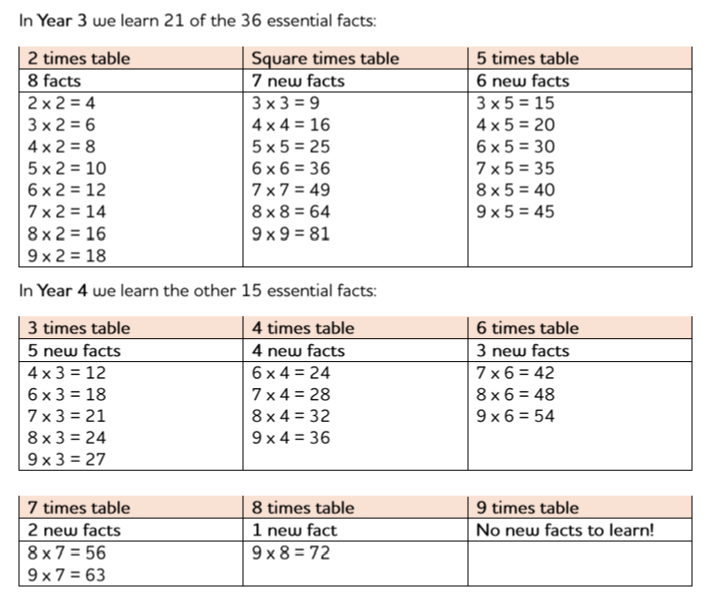 In Year 3 we learn 21 of the 36 essential facts:
2 times table
8 facts
2 x 2 = 4
3 x 2 = 6
4 x 2 = 8
5 x 2 = 10
6 x 2 = 12
7 x 2 = 14
8 x 2 = 16
9 x 2 = 18
Square times table
7 new facts
3 x 3 = 9
4 x 4 = 16
5 x 5 = 25
6 x 6 = 36
7 x 7 = 49
8 x 8 = 64
9 x 9 = 81
5 times table
6 new facts
3 x 5 = 15
4 x 5 = 20
6 x 5 = 30
7 x 5 = 35
8 x 5 = 40
9 x 5 = 45
In Year 4 we learn the other 15 essential facts:
3 times table
5 new facts
4 x 3 = 12
6 x 3 = 18
7 x 3 = 21
8 x 3 = 24
9 x 3 = 27
4 times table
4 new facts
6 x 4 = 24
7 x 4 = 28
8 x 4 = 32
9 x 4 = 36
6 times table
3 new facts
7 x 6 = 42
8 x 6 = 48
9 x 6 = 54
7 times table
2 new facts
8 x 7 = 56
9 x 7 = 63
8 times table
1 new fact
9 x 8 = 72
9 times table
No new facts to learn!